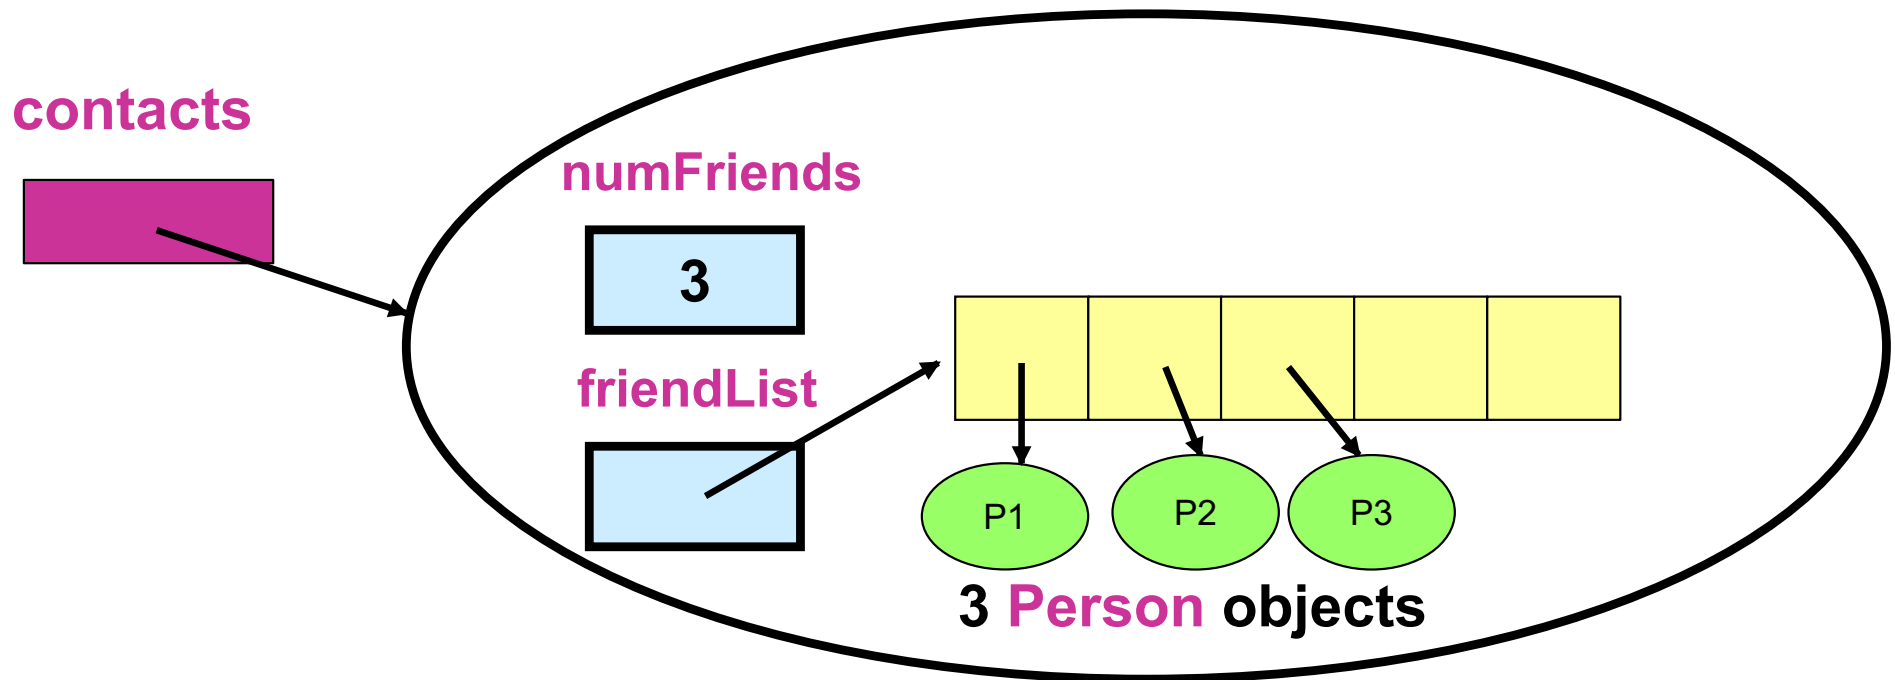 contacts
numFriends
3
friendList
P1
P2
P3
3 Person objects